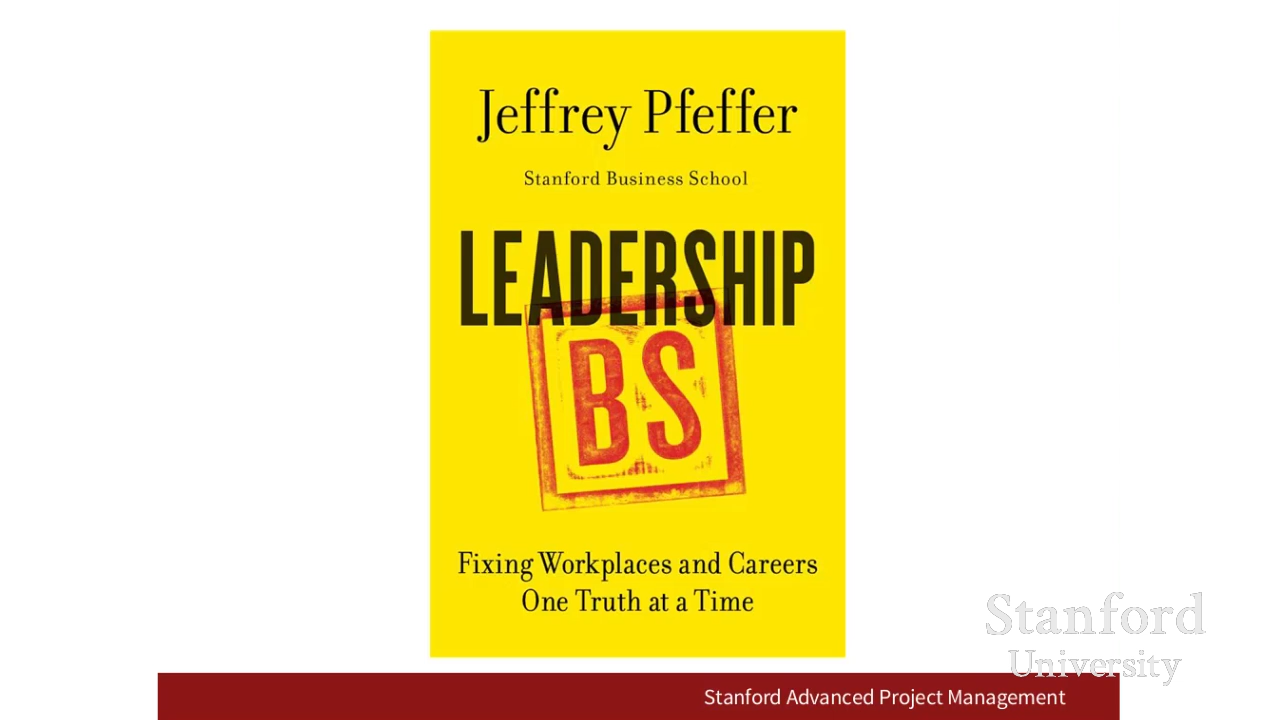 Jeffrey Pfeffer
Stanford Business School
LEADERSHIP
BS
Fixing Workplaces and Careers
One Truth at a Time
Stanford
University
Stanford Advanced Project Management